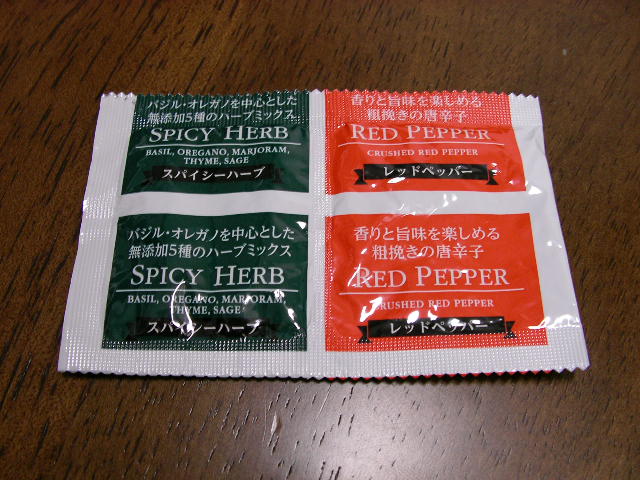 バジル・オレガノを中心とした
無添加5種のハーブミックス
SPICY HERB
BASIL, OREGANO, MARJORAM,
THYME, SAGE
スパイシーハーブ
香りと旨味を楽しめる
粗挽きの唐辛子
RED PEPPER
CRUSHED RED PEPPER
レッドペッパー
バジル・オレガノを中心とした
無添加5種のハーブミックス
SPICY HERB
BASIL, OREGANO, MARJORAM,
THYME, SAGE
スパイシーハーブ
香りと旨味を楽しめる
粗挽きの唐辛子
RED PEPPER
CRUSHED RED PEPPER
レッドペッパー